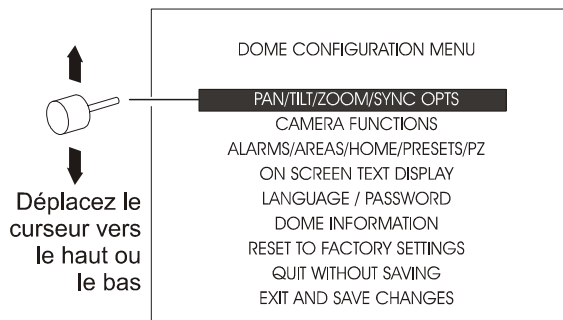 DOME CONFIGURATION MENU
PAN/TILT/ZOOM/SYNC OPTS
CAMERA FUNCTIONS
ALARMS/AREAS/HOME/PRESETS/PZ
ON SCREEN TEXT DISPLAY
LANGUAGE / PASSWORD
DOME INFORMATION
RESET TO FACTORY SETTINGS
QUIT WITHOUT SAVING
EXIT AND SAVE CHANGES
Déplacez le
curseur vers
le haut ou
le bas